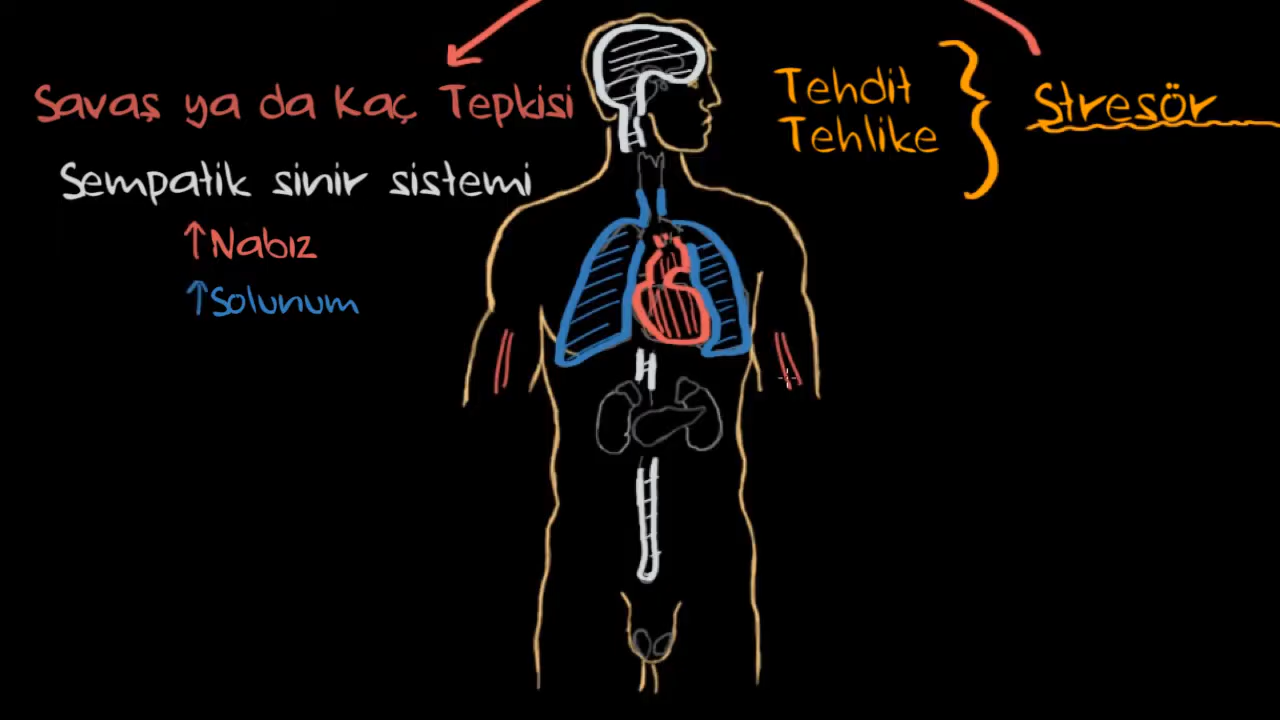 Savaş ya da Kaç Tepkisi
Sempatik sinir sistemi
↑Nabız
↑Solunum
Tehdit
Tehlike
Stresör